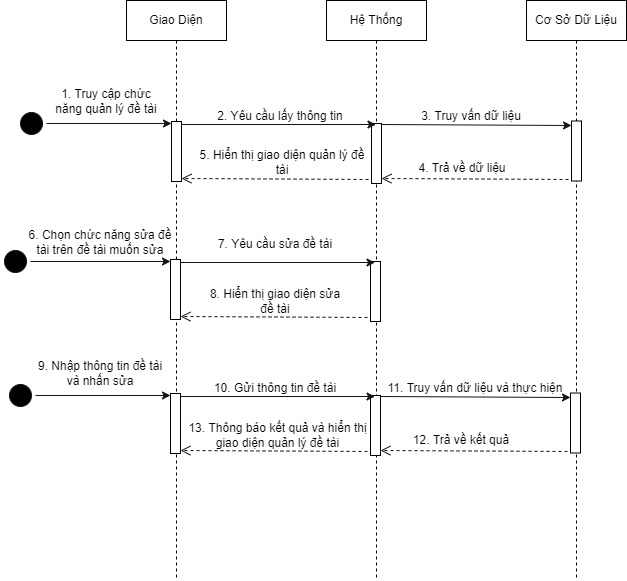 Giao Diện
Hệ Thống
Cơ Sở Dữ Liệu
1. Truy cập chức
năng quản lý đề tài
2. Yêu cầu lấy thông tin
3. Truy vấn dữ liệu
5. Hiển thị giao diện quản lý đề
tài
4. Trả về dữ liệu
6. Chọn chức năng sửa đề
tài trên đề tài muốn sửa
7. Yêu cầu sửa đề tài
8. Hiển thị giao diện sửa
đề tài
9. Nhập thông tin đề tài
và nhấn sửa
10. Gửi thông tin đề tài
11. Truy vấn dữ liệu và thực hiện
13. Thông báo kết quả và hiển thị
giao diện quản lý đề tài
12. Trả về kết quả